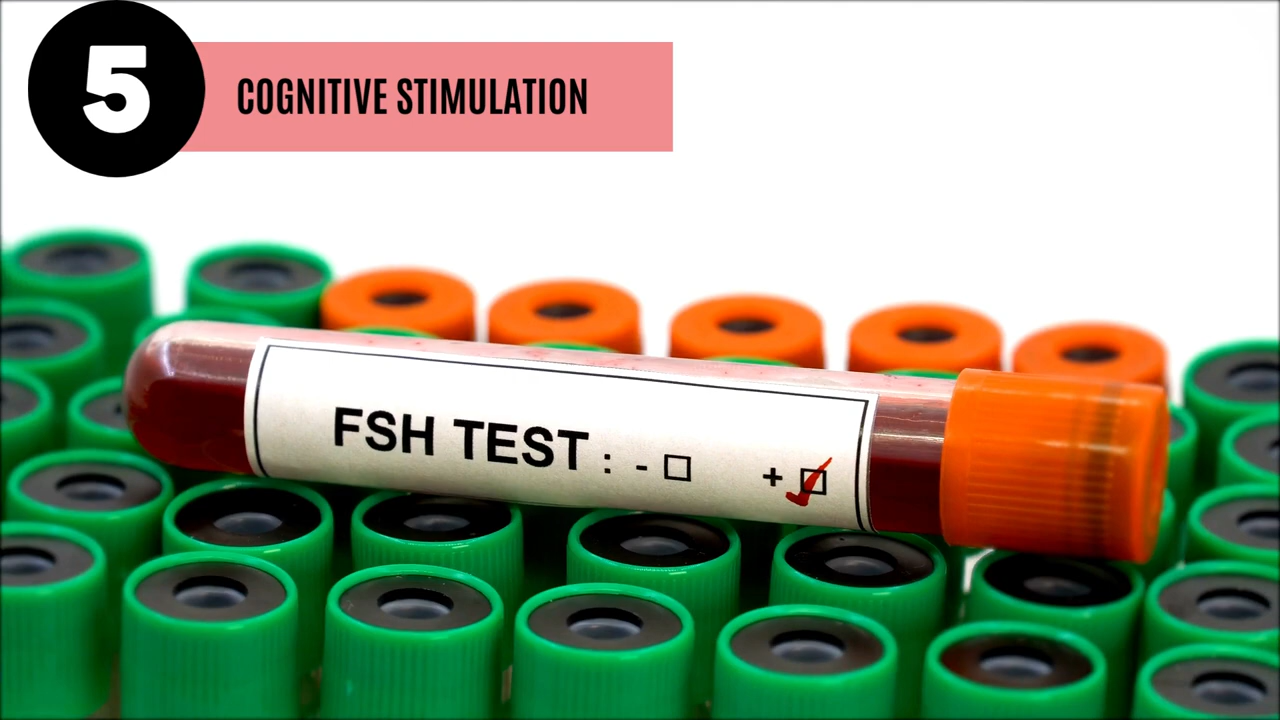 5
COGNITIVE STIMULATION
FSH TEST : - ☐ + ☑